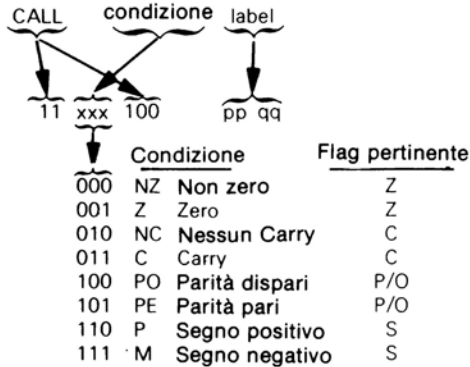 CALL condizione label
11 xxx 100 pp qq
Condizione Flag pertinente
000 NZ Non zero Z
001 Z Zero Z
010 NC Nessun Carry C
011 C Carry C
100 PO Parità dispari P/O
101 PE Parità pari P/O
110 P Segno positivo S
111 M Segno negativo S